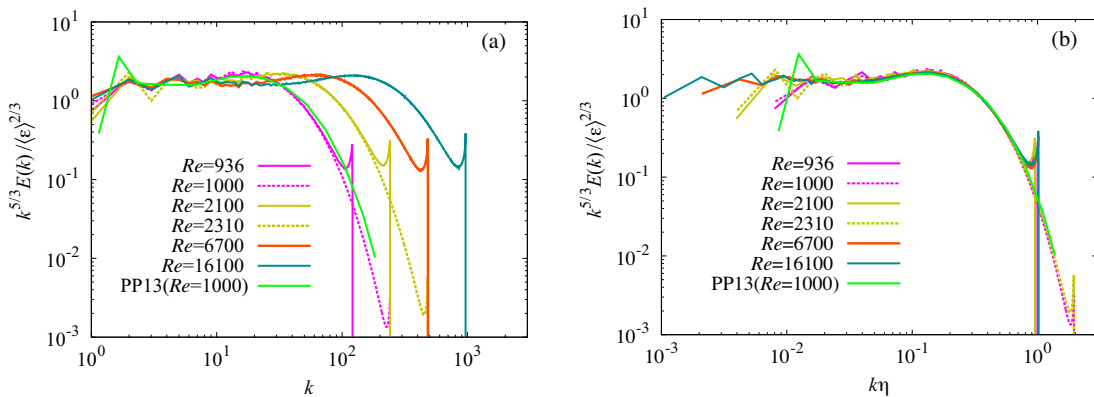 (a)
10^1
10^0
10^-1
10^-2
10^-3
k^5/3 E(k) / ⟨ε⟩^2/3
Re=936
Re=1000
Re=2100
Re=2310
Re=6700
Re=16100
PP13(Re=1000)
10^0 10^1 10^2 10^3
k
(b)
10^1
10^0
10^-1
10^-2
10^-3
k^5/3 E(k) / ⟨ε⟩^2/3
Re=936
Re=1000
Re=2100
Re=2310
Re=6700
Re=16100
PP13(Re=1000)
10^-3 10^-2 10^-1 10^0
kη